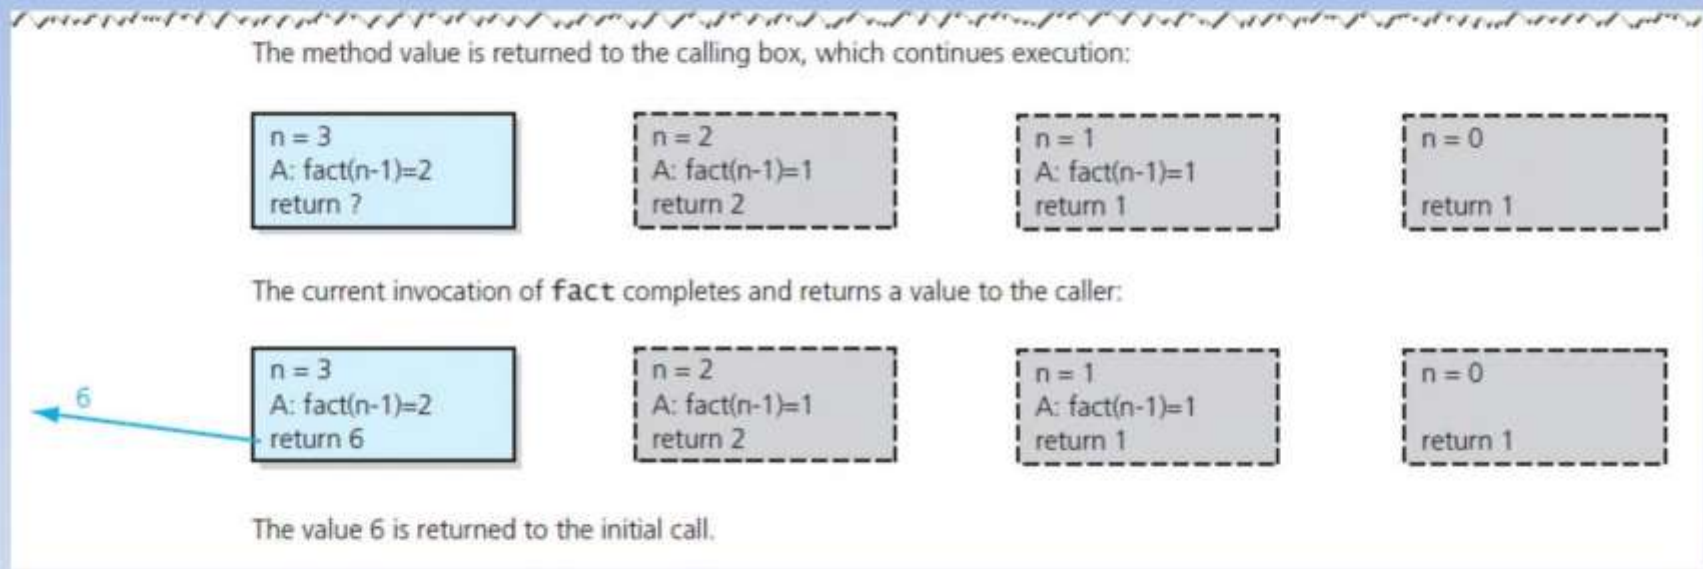 The method value is returned to the calling box, which continues execution:
n = 3
A: fact(n-1)=2
return ?
n = 2
A: fact(n-1)=1
return 2
n = 1
A: fact(n-1)=1
return 1
n = 0
return 1
The current invocation of fact completes and returns a value to the caller:
6
n = 3
A: fact(n-1)=2
return 6
n = 2
A: fact(n-1)=1
return 2
n = 1
A: fact(n-1)=1
return 1
n = 0
return 1
The value 6 is returned to the initial call.